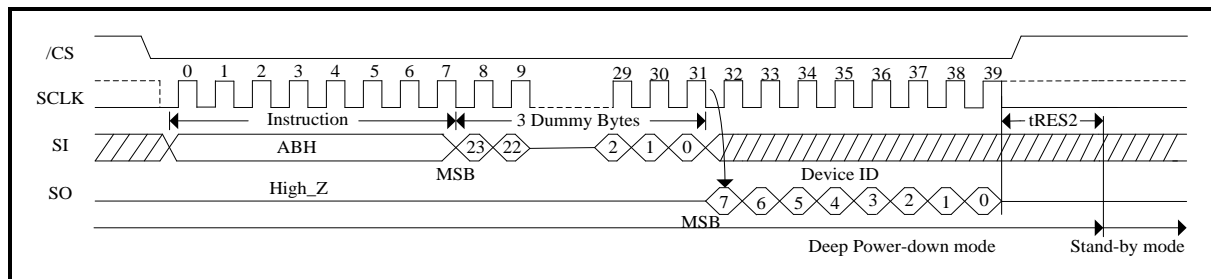 /CS
0 1 2 3 4 5 6 7 8 9 29 30 31 32 33 34 35 36 37 38 39
SCLK
Instruction 3 Dummy Bytes tRES2
SI ABH 23 22 2 1 0
MSB Device ID
SO High_Z 7 6 5 4 3 2 1 0
MSB
Deep Power-down mode Stand-by mode